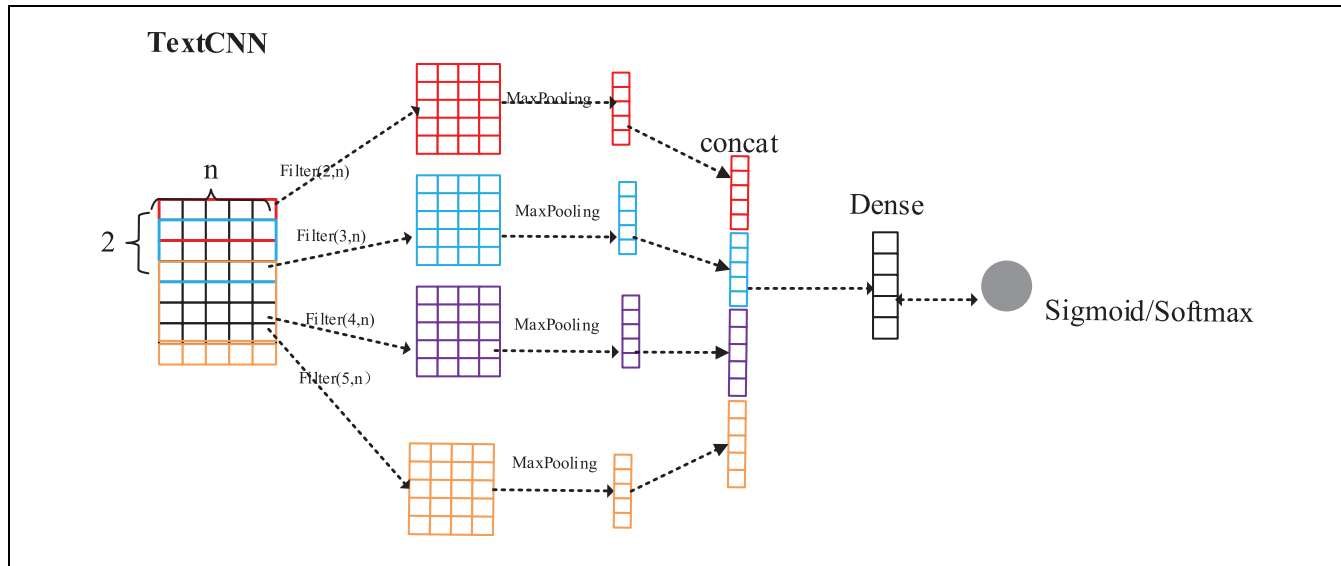 TextCNN
MaxPooling
concat
Filter(2,n)
n
MaxPooling
Dense
2
Filter(3,n)
Sigmoid/Softmax
Filter(4,n)
MaxPooling
Filter(5,n）
MaxPooling